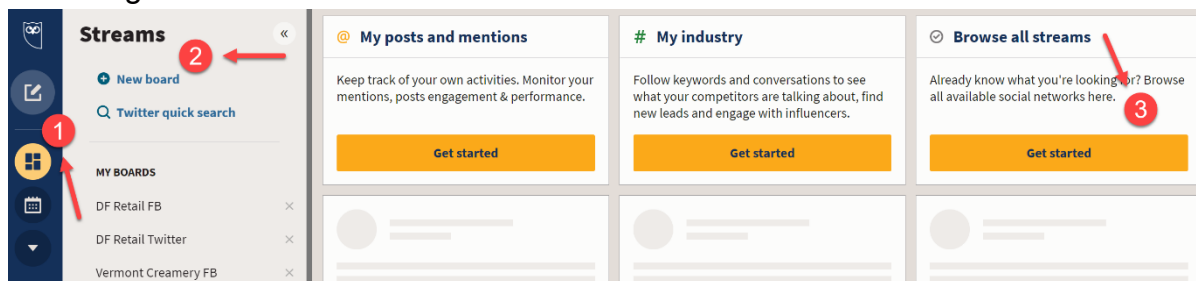 Streams
«
2
New board
Twitter quick search
1
MY BOARDS
DF Retail FB ×
DF Retail Twitter ×
Vermont Creamery FB ×
@ My posts and mentions
Keep track of your own activities. Monitor your
mentions, posts engagement & performance.
Get started
# My industry
Follow keywords and conversations to see
what your competitors are talking about, find
new leads and engage with influencers.
Get started
Browse all streams
Already know what you're looking for? Browse
all available social networks here.
3
Get started